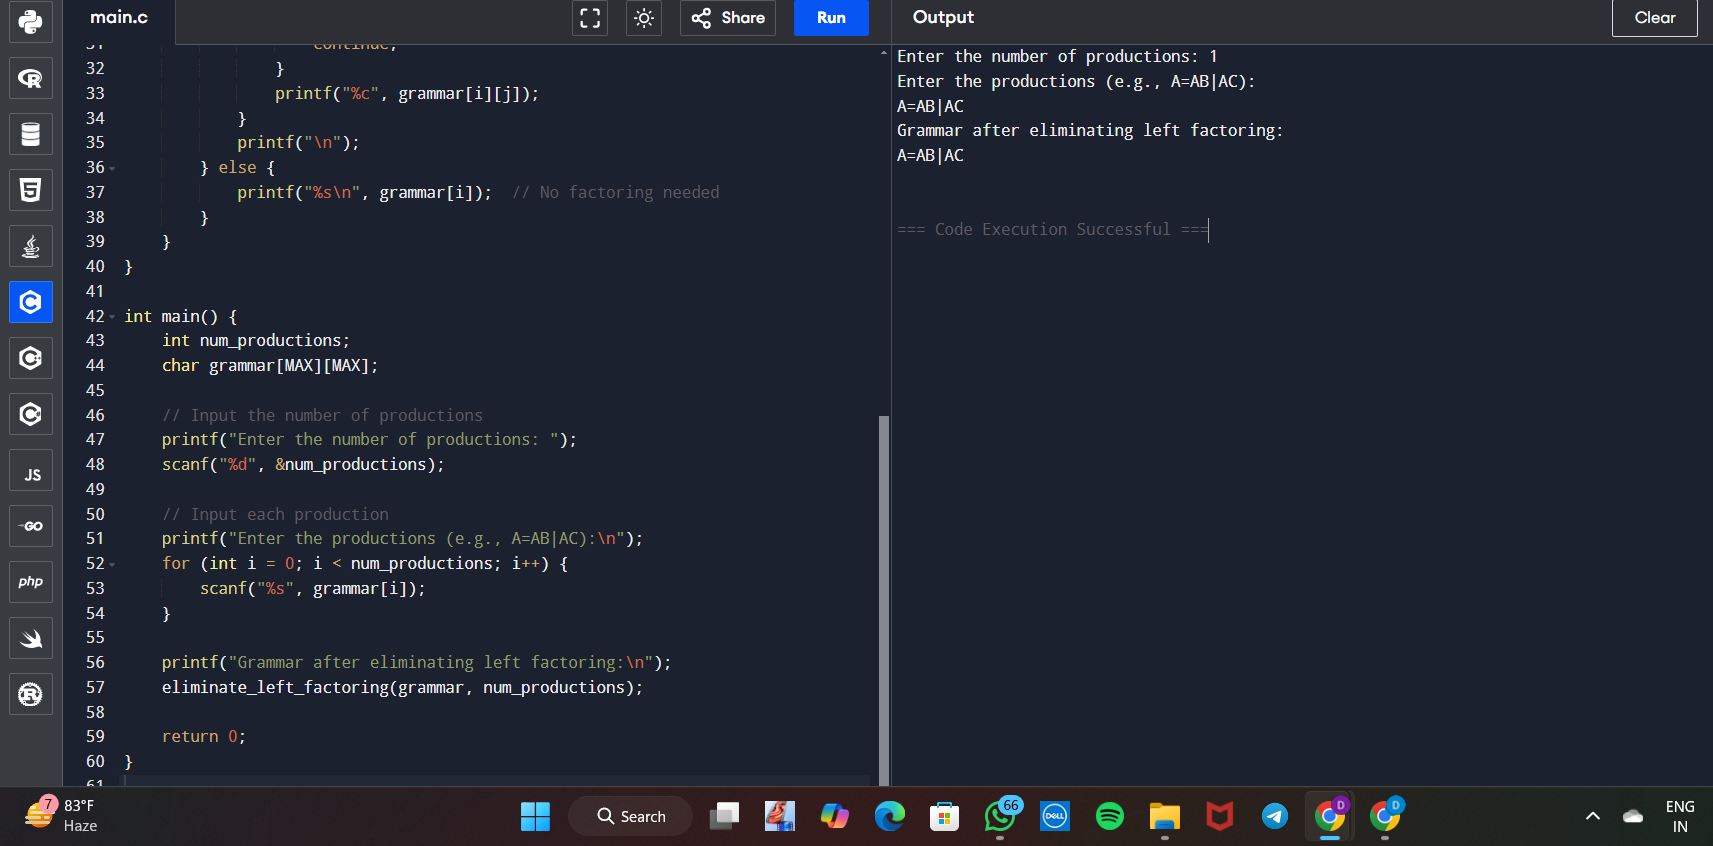 main.c
Share
Run
Output
Clear
31 continue;
32 }
33 printf("%c", grammar[i][j]);
34 }
35 printf("\n");
36 } else {
37 printf("%s\n", grammar[i]); // No factoring needed
38 }
39 }
40 }
41
42 int main() {
43 int num_productions;
44 char grammar[MAX][MAX];
45
46 // Input the number of productions
47 printf("Enter the number of productions: ");
48 scanf("%d", &num_productions);
49
50 // Input each production
51 printf("Enter the productions (e.g., A=AB|AC):\n");
52 for (int i = 0; i < num_productions; i++) {
53 scanf("%s", grammar[i]);
54 }
55
56 printf("Grammar after eliminating left factoring:\n");
57 eliminate_left_factoring(grammar, num_productions);
58
59 return 0;
60 }
61
Enter the number of productions: 1
Enter the productions (e.g., A=AB|AC):
A=AB|AC
Grammar after eliminating left factoring:
A=AB|AC
=== Code Execution Successful ===
R
5
C
C
C
JS
GO
php
R
7
83°F
Haze
Search
66
DELL
D
D
ENG
IN